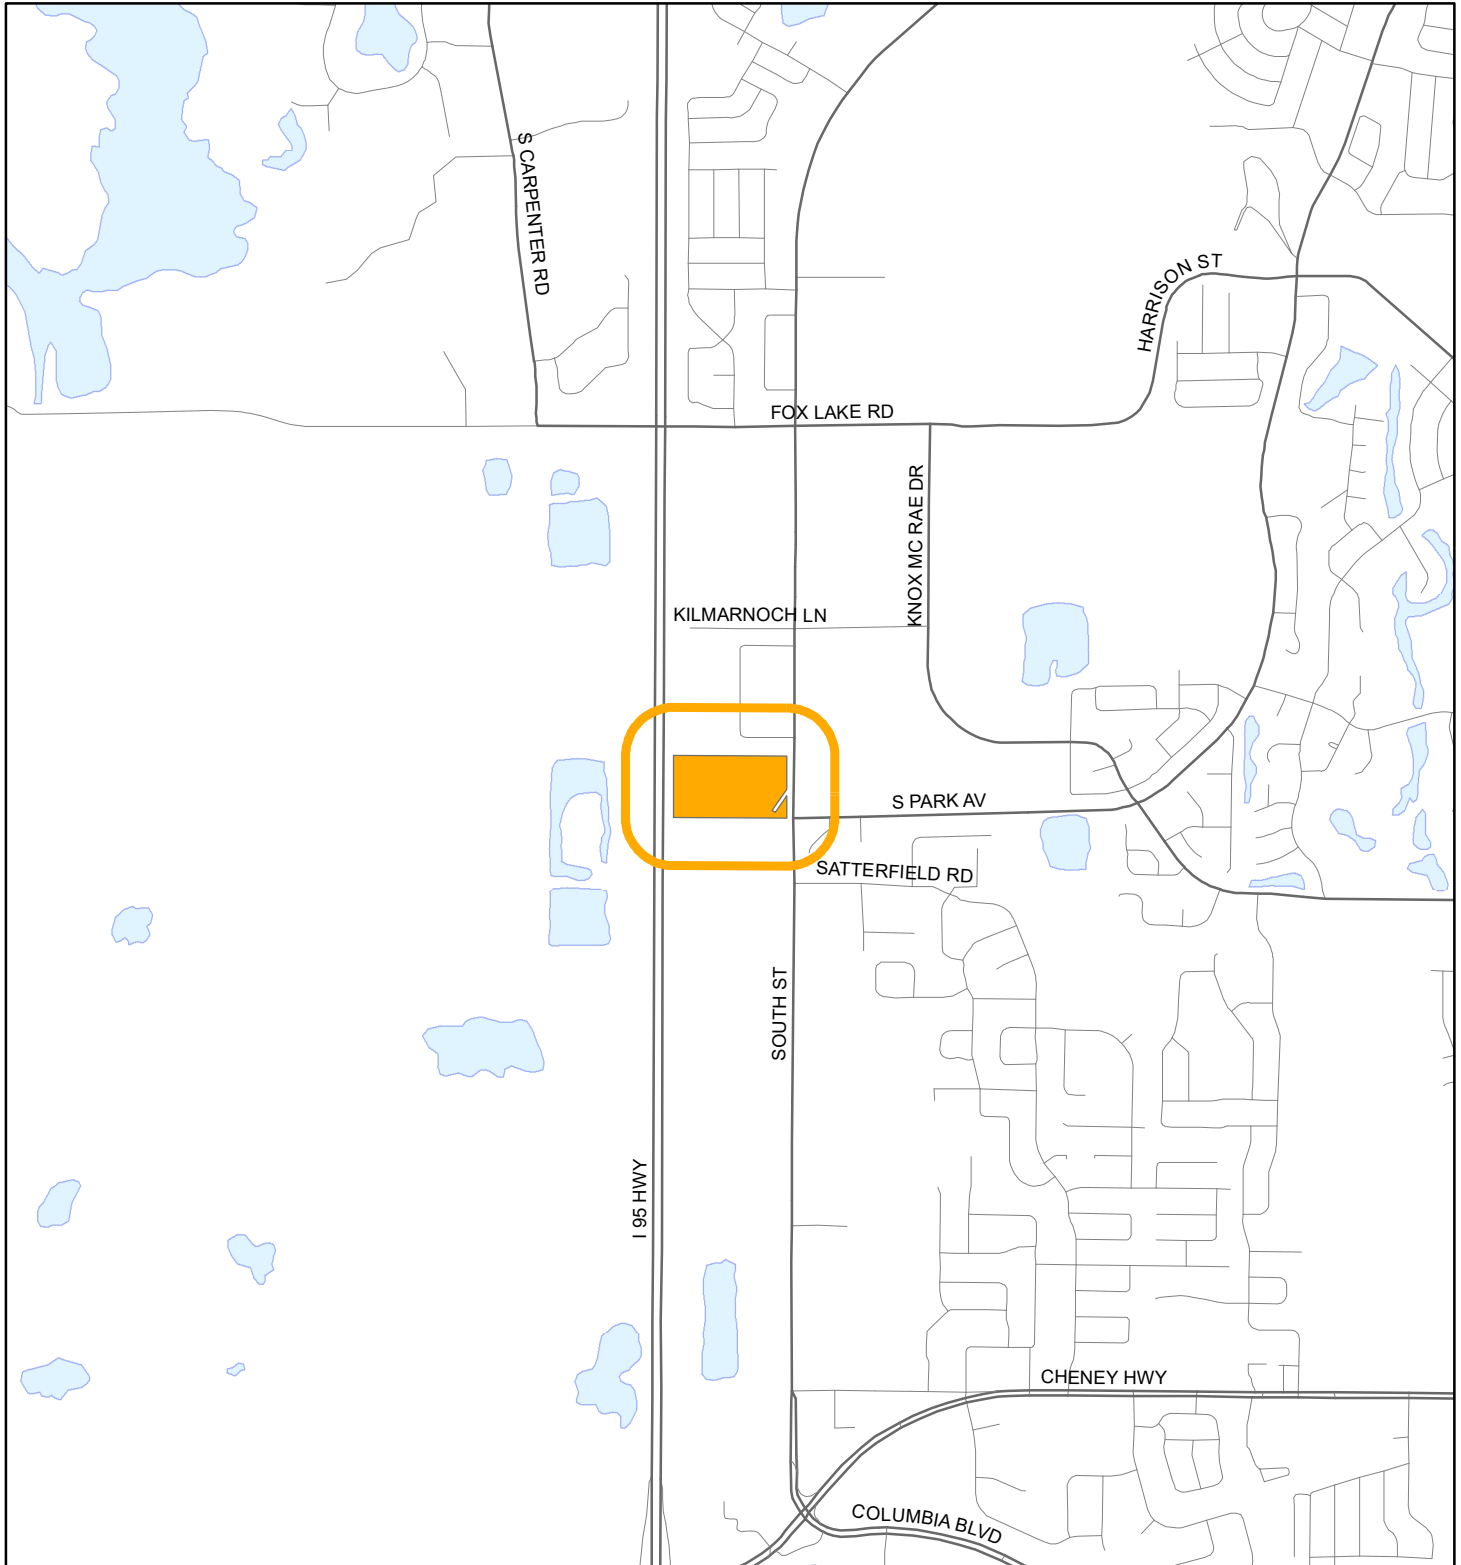 S CARPENTER RD
HARRISON ST
FOX LAKE RD
KNOX MC RAE DR
KILMARNOCH LN
S PARK AV
SATTERFIELD RD
SOUTH ST
I 95 HWY
CHENEY HWY
COLUMBIA BLVD